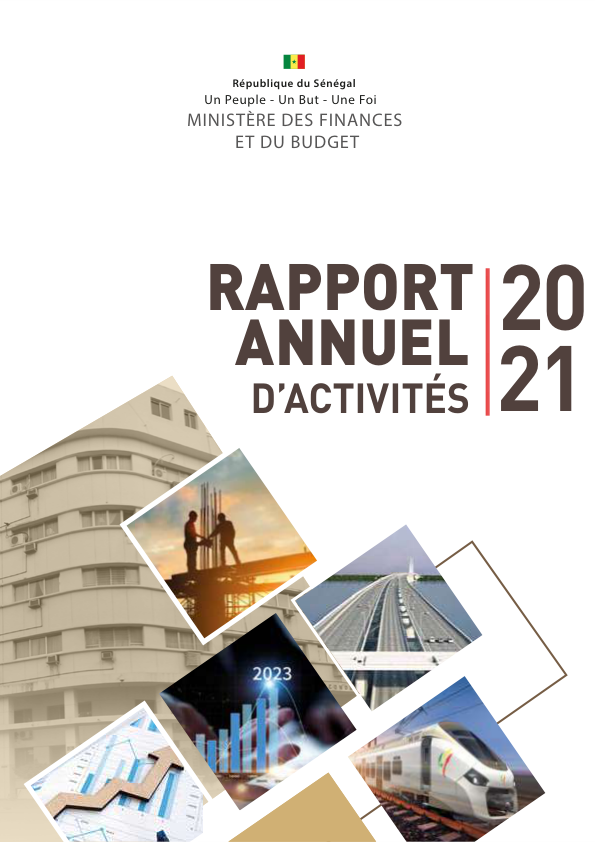 République du Sénégal
Un Peuple - Un But - Une Foi
MINISTÈRE DES FINANCES
ET DU BUDGET
RAPPORT
ANNUEL
D'ACTIVITÉS
20
21
2023